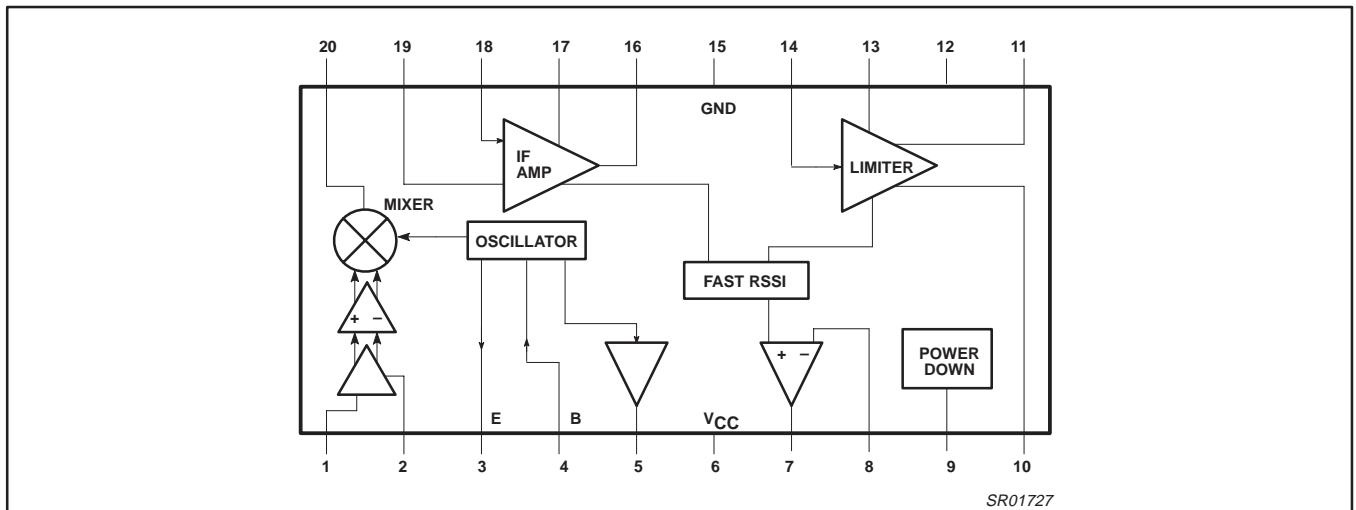 20 19 18 17 16 15 14 13 12 11
GND
IF
AMP
LIMITER
MIXER
OSCILLATOR
FAST RSSI
+ −
+ −
POWER
DOWN
E B VCC
1 2 3 4 5 6 7 8 9 10
SR01727